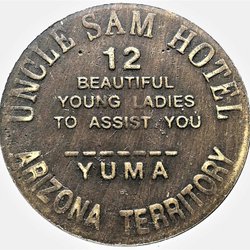 UNCLE SAM HOTEL
12
BEAUTIFUL
YOUNG LADIES
TO ASSIST YOU
YUMA
ARIZONA TERRITORY